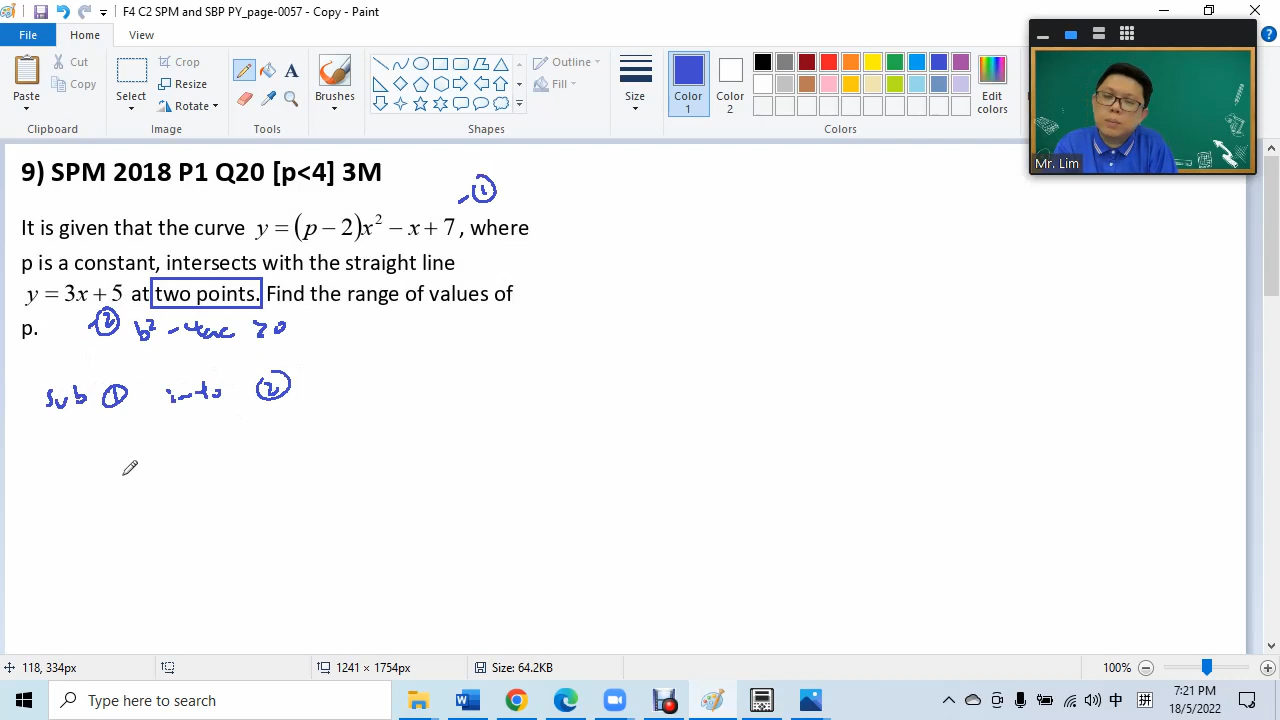 F4 C2 SPM and SBP PY_page-0057 - Copy - Paint
File Home View
Paste Cut Copy Clipboard
Select Crop Resize Rotate Image
A Tools
Brushes
Outline Fill Shapes
Size
Color 1 Color 2 Edit colors Colors
Mr. Lim
9) SPM 2018 P1 Q20 [p<4] 3M
-①
It is given that the curve y = (p − 2)x² − x + 7, where
p is a constant, intersects with the straight line
y = 3x + 5 at two points. Find the range of values of
p. -② b² - 4ac > 0
sub ① into ②
118, 334px 1241 × 1754px Size: 64.2KB 100%
Type here to search W 中 拼 7:21 PM
18/5/2022